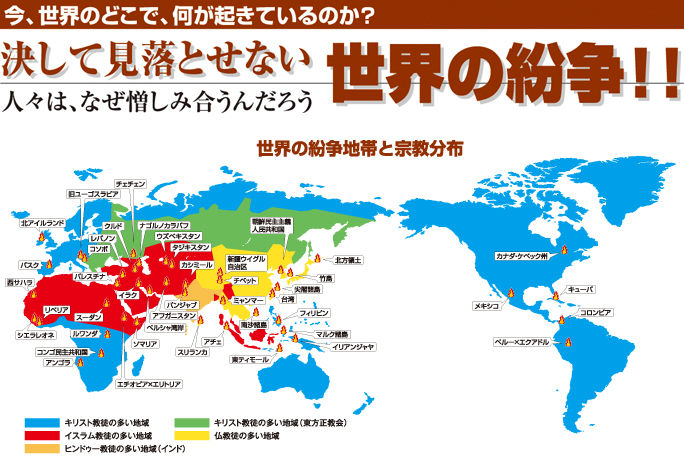 今、世界のどこで、何が起きているのか?
決して見落とせない
人々は、なぜ憎しみ合うんだろう
世界の紛争!!
世界の紛争地帯と宗教分布
チェチェン
旧ユーゴスラビア
北アイルランド
クルド
ナゴルノカラバフ
朝鮮民主主義
人民共和国
レバノン
ウズベキスタン
コソボ
タジキスタン
バスク
パレスチナ
カシミール
新疆ウイグル
自治区
北方領土
カナダ・ケベック州
西サハラ
チベット
竹島
イラク
尖閣諸島
キューバ
リベリア
パンジャブ
ミャンマー
台湾
メキシコ
スーダン
アフガニスタン
フィリピン
コロンビア
シエラレオネ
ペルシャ湾岸
南沙諸島
ルワンダ
ソマリア
アチェ
マルク諸島
ペルー×エクアドル
コンゴ民主共和国
スリランカ
イリアンジャヤ
アンゴラ
東ティモール
エチオピア×エリトリア
キリスト教徒の多い地域
キリスト教徒の多い地域(東方正教会)
イスラム教徒の多い地域
仏教徒の多い地域
ヒンドゥー教徒の多い地域(インド)